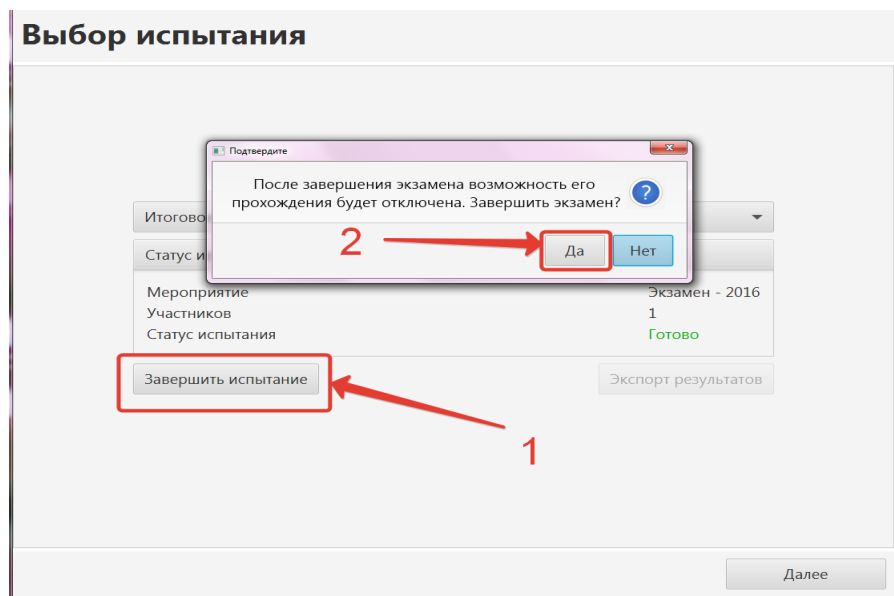 Выбор испытания
Подтвердите
После завершения экзамена возможность его
прохождения будет отключена. Завершить экзамен?
2
Да
Нет
Статус
Мероприятие
Экзамен - 2016
Участников
1
Статус испытания
Готово
Завершить испытание
Экспорт результатов
1
Далее